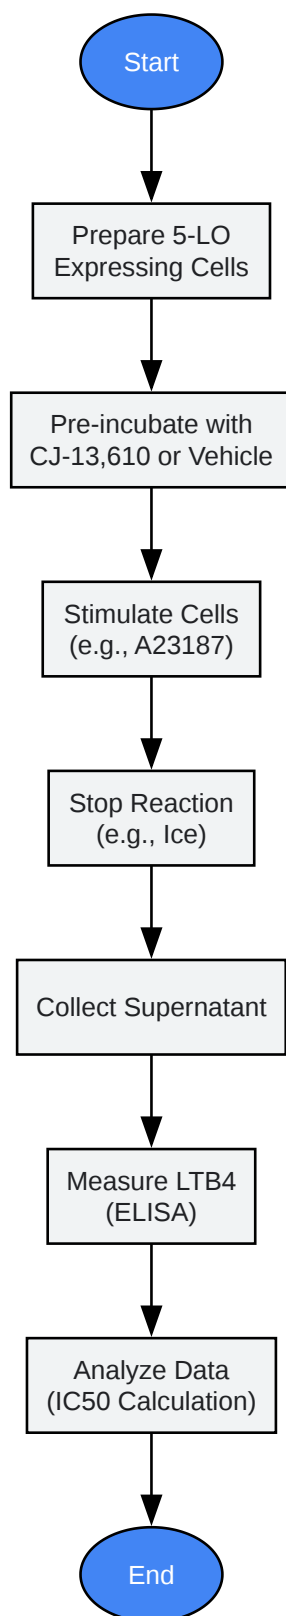 Start
Prepare 5-LO
Expressing Cells
Pre-incubate with
CJ-13,610 or Vehicle
Stimulate Cells
(e.g., A23187)
Stop Reaction
(e.g., Ice)
Collect Supernatant
Measure LTB4
(ELISA)
Analyze Data
(IC50 Calculation)
End